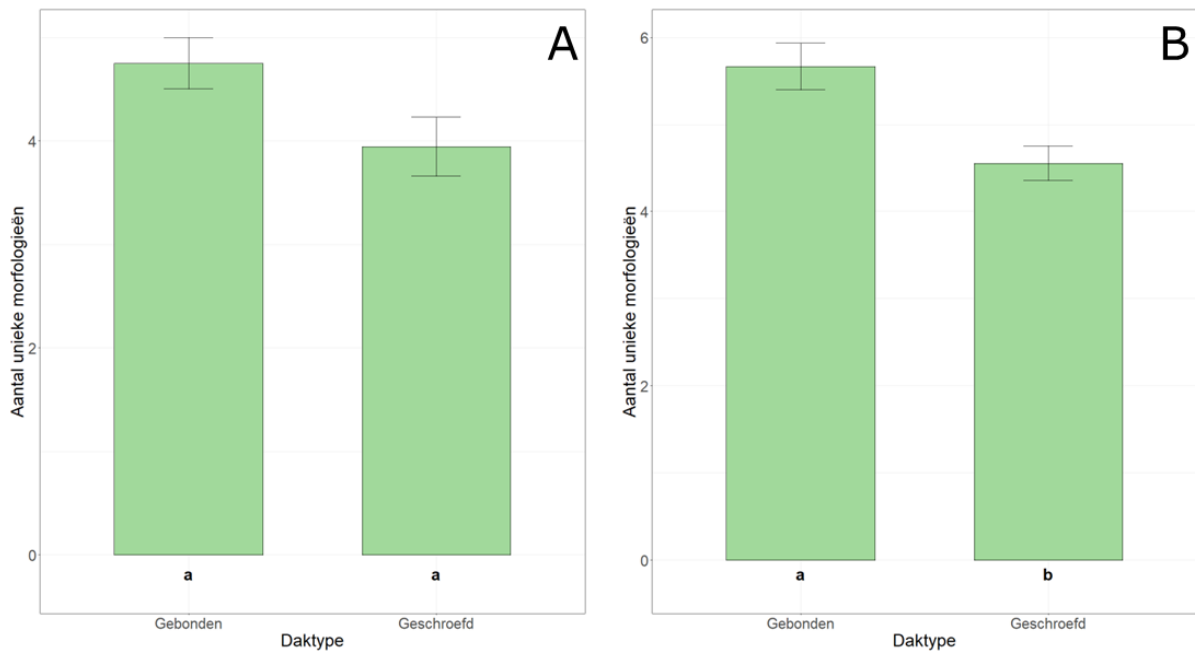 A
Aantal unieke morfologieën
4
2
0
a a
Gebonden Geschroefd
Daktype
B
Aantal unieke morfologieën
6
4
2
0
a b
Gebonden Geschroefd
Daktype